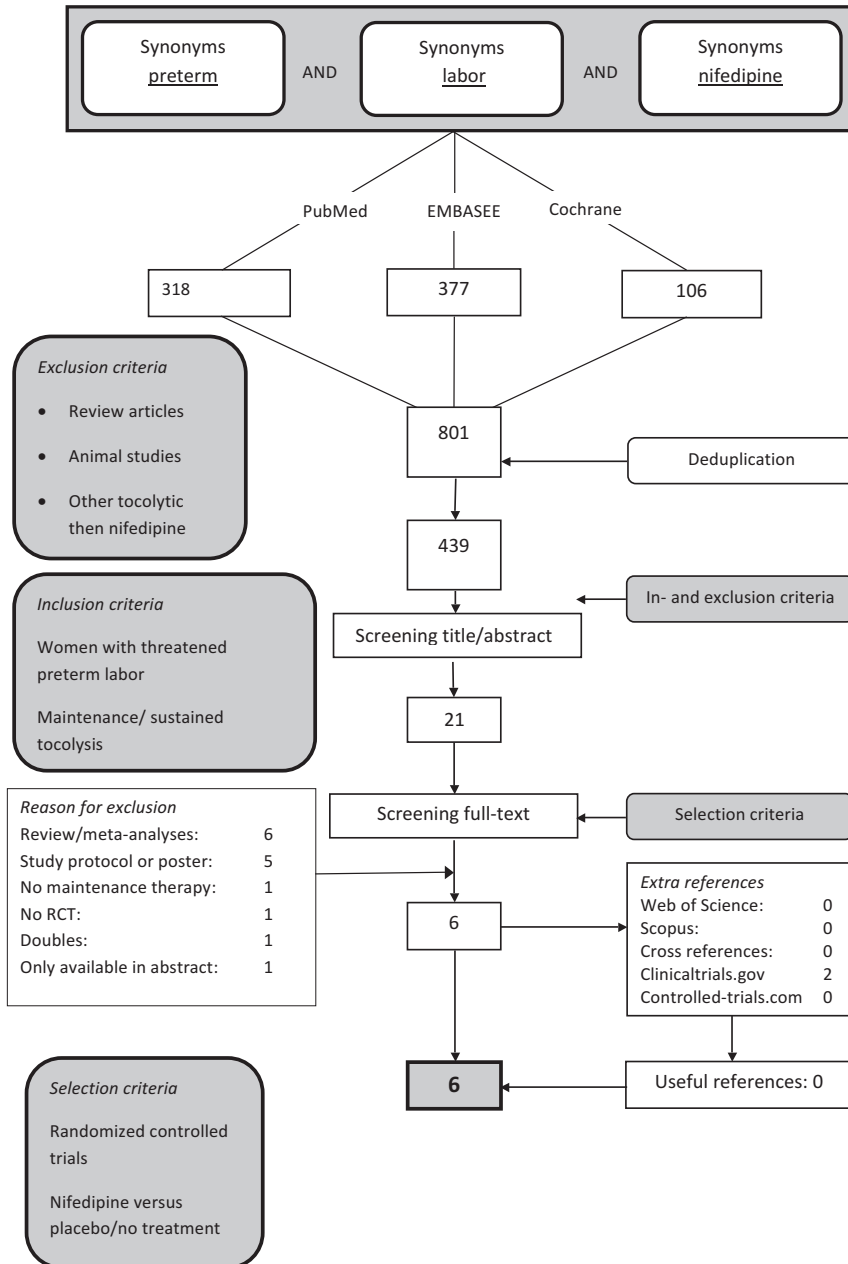 Synonyms
preterm
AND
Synonyms
labor
AND
Synonyms
nifedipine
PubMed
EMBASEE
Cochrane
318
377
106
Exclusion criteria
• Review articles
• Animal studies
• Other tocolytic
then nifedipine
801
Deduplication
439
Inclusion criteria
Women with threatened
preterm labor
Maintenance/ sustained
tocolysis
In- and exclusion criteria
Screening title/abstract
21
Screening full-text
Selection criteria
Reason for exclusion
Review/meta-analyses: 6
Study protocol or poster: 5
No maintenance therapy: 1
No RCT: 1
Doubles: 1
Only available in abstract: 1
6
Extra references
Web of Science: 0
Scopus: 0
Cross references: 0
Clinicaltrials.gov 2
Controlled-trials.com 0
6
Useful references: 0
Selection criteria
Randomized controlled
trials
Nifedipine versus
placebo/no treatment